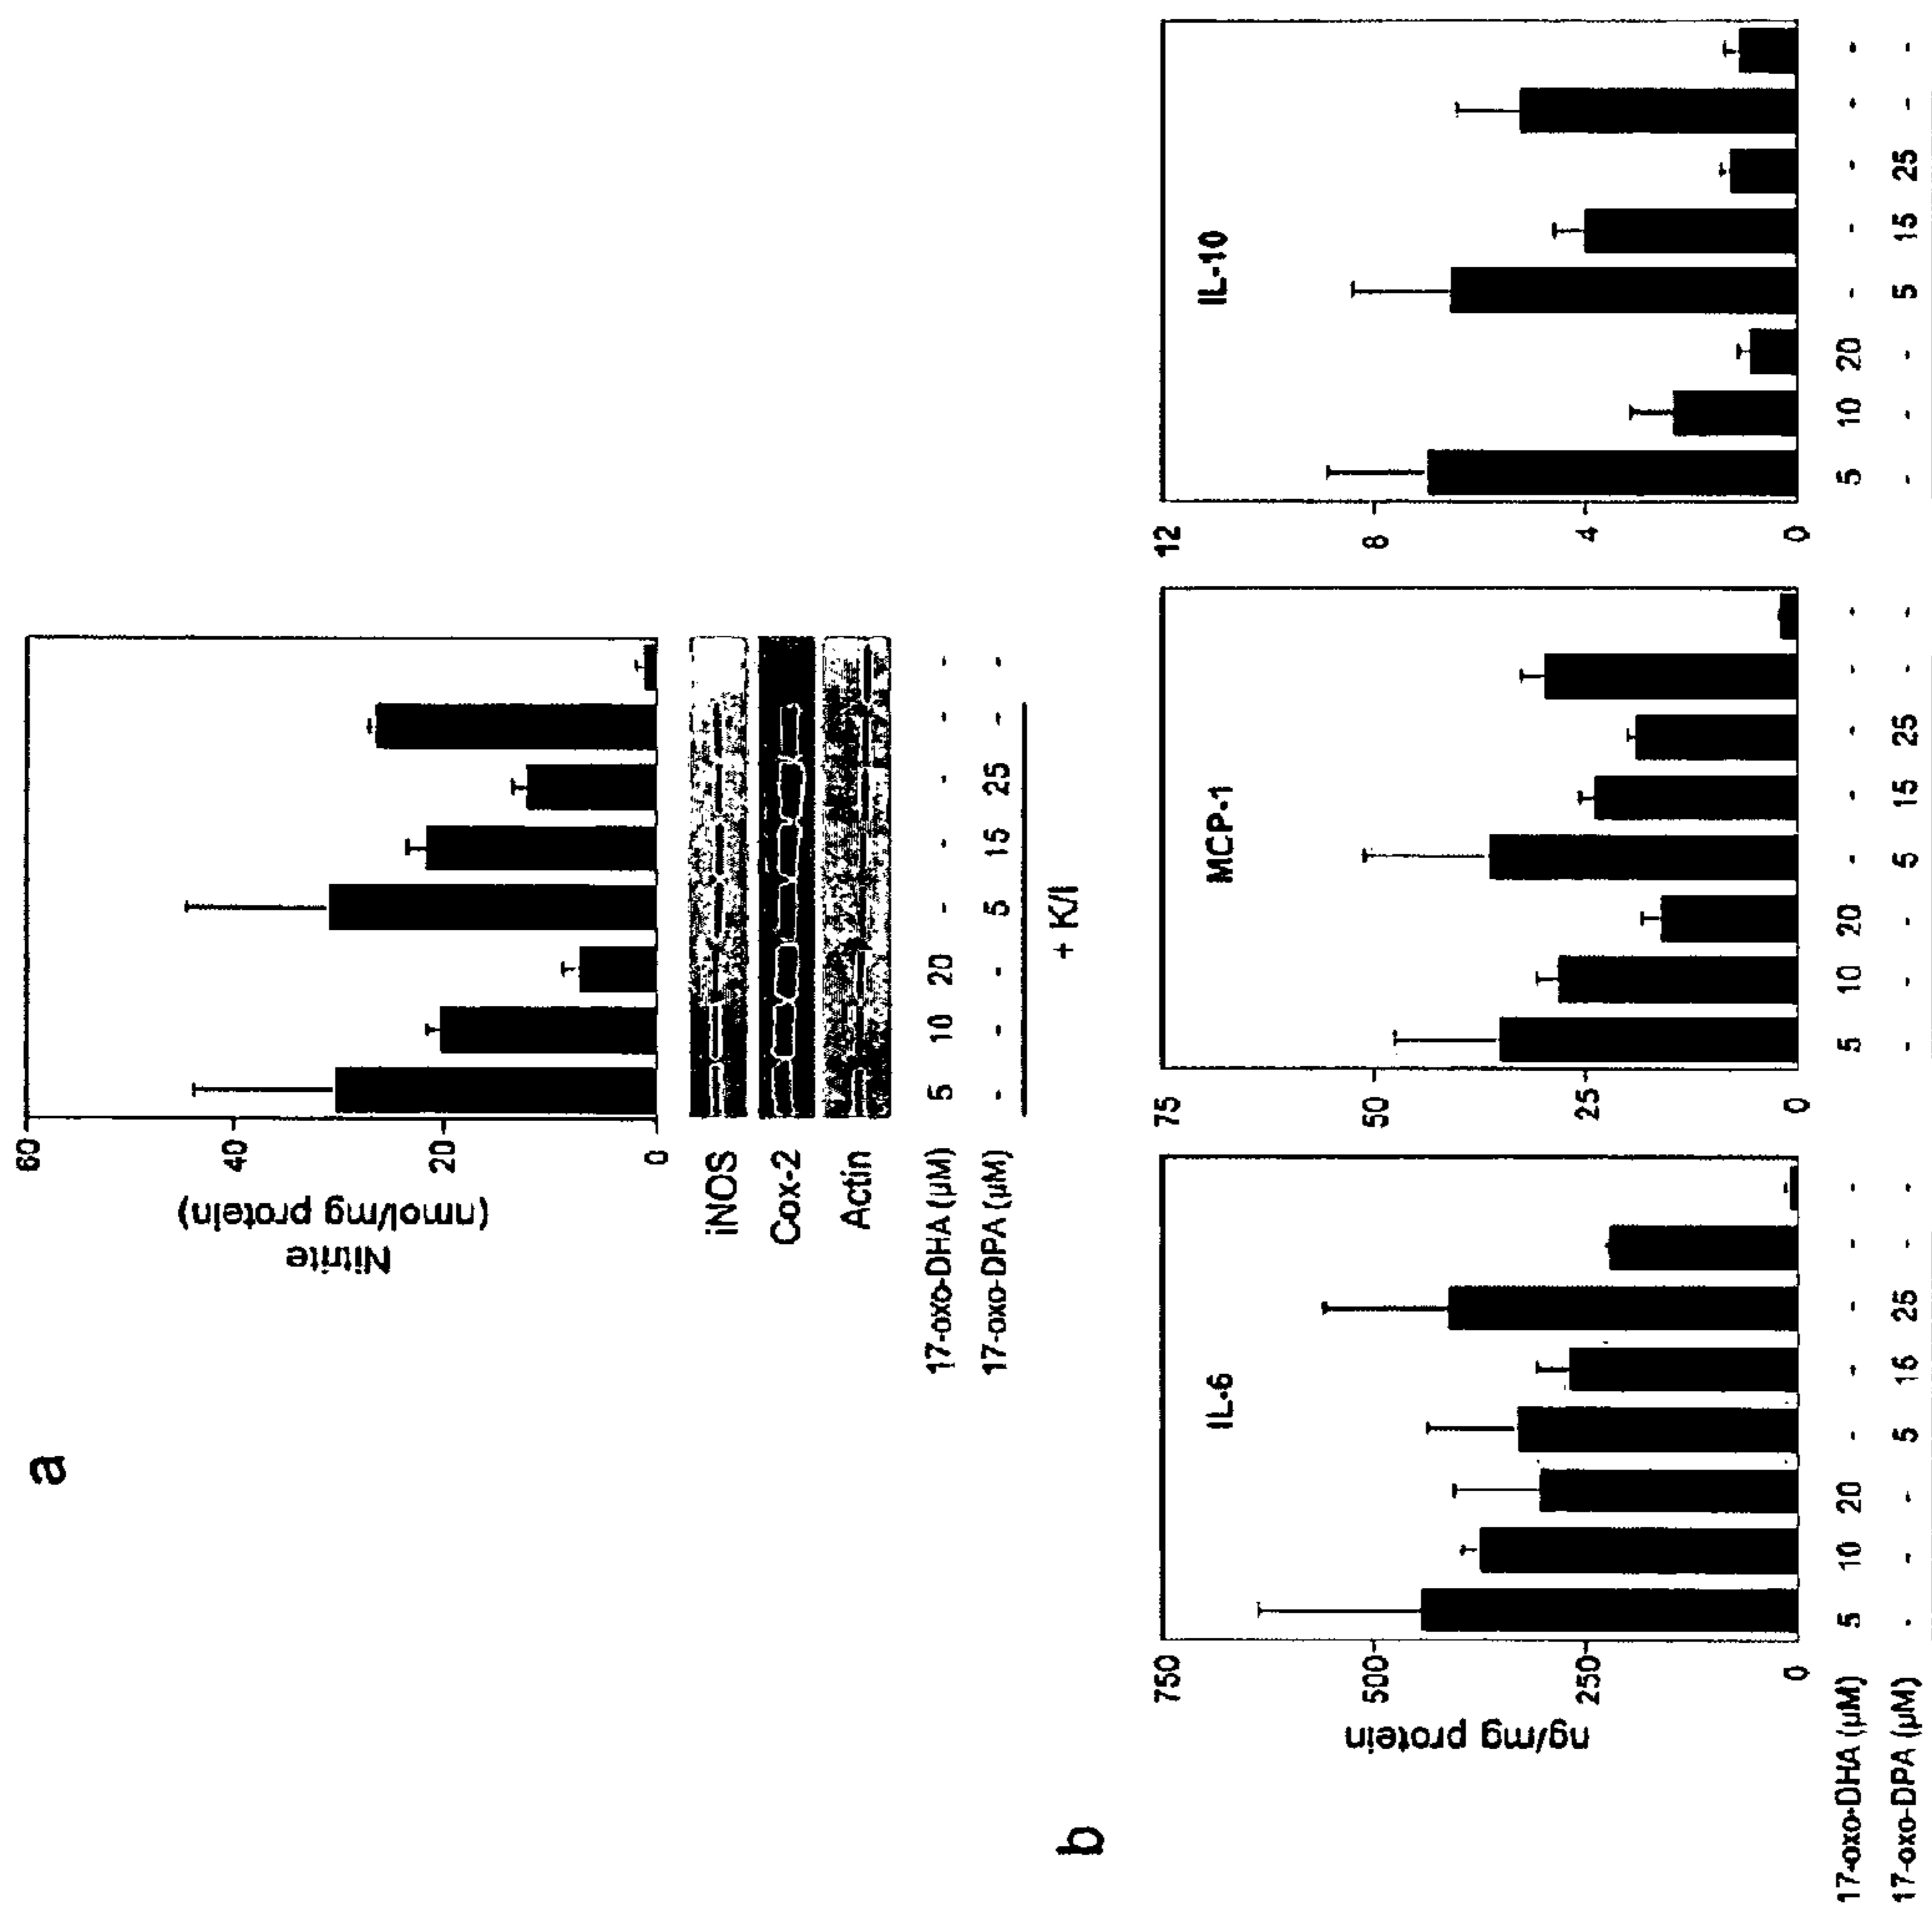 a
Nitrite
(nmol/mg protein)
60
40
20
0
iNOS
Cox-2
Actin
17-oxo-DHA (µM) 5 10 20 - - - - -
17-oxo-DPA (µM) - - - 5 15 25 - -
+ K/I
b
ng/mg protein
750
500
250
0
IL-6
75
50
25
0
MCP-1
12
8
4
0
IL-10
17-oxo-DHA (µM) 5 10 20 - - - - - 5 10 20 - - - - - 5 10 20 - - - - -
17-oxo-DPA (µM) - - - 5 15 25 - - - - - 5 15 25 - - - - - 5 15 25 - -